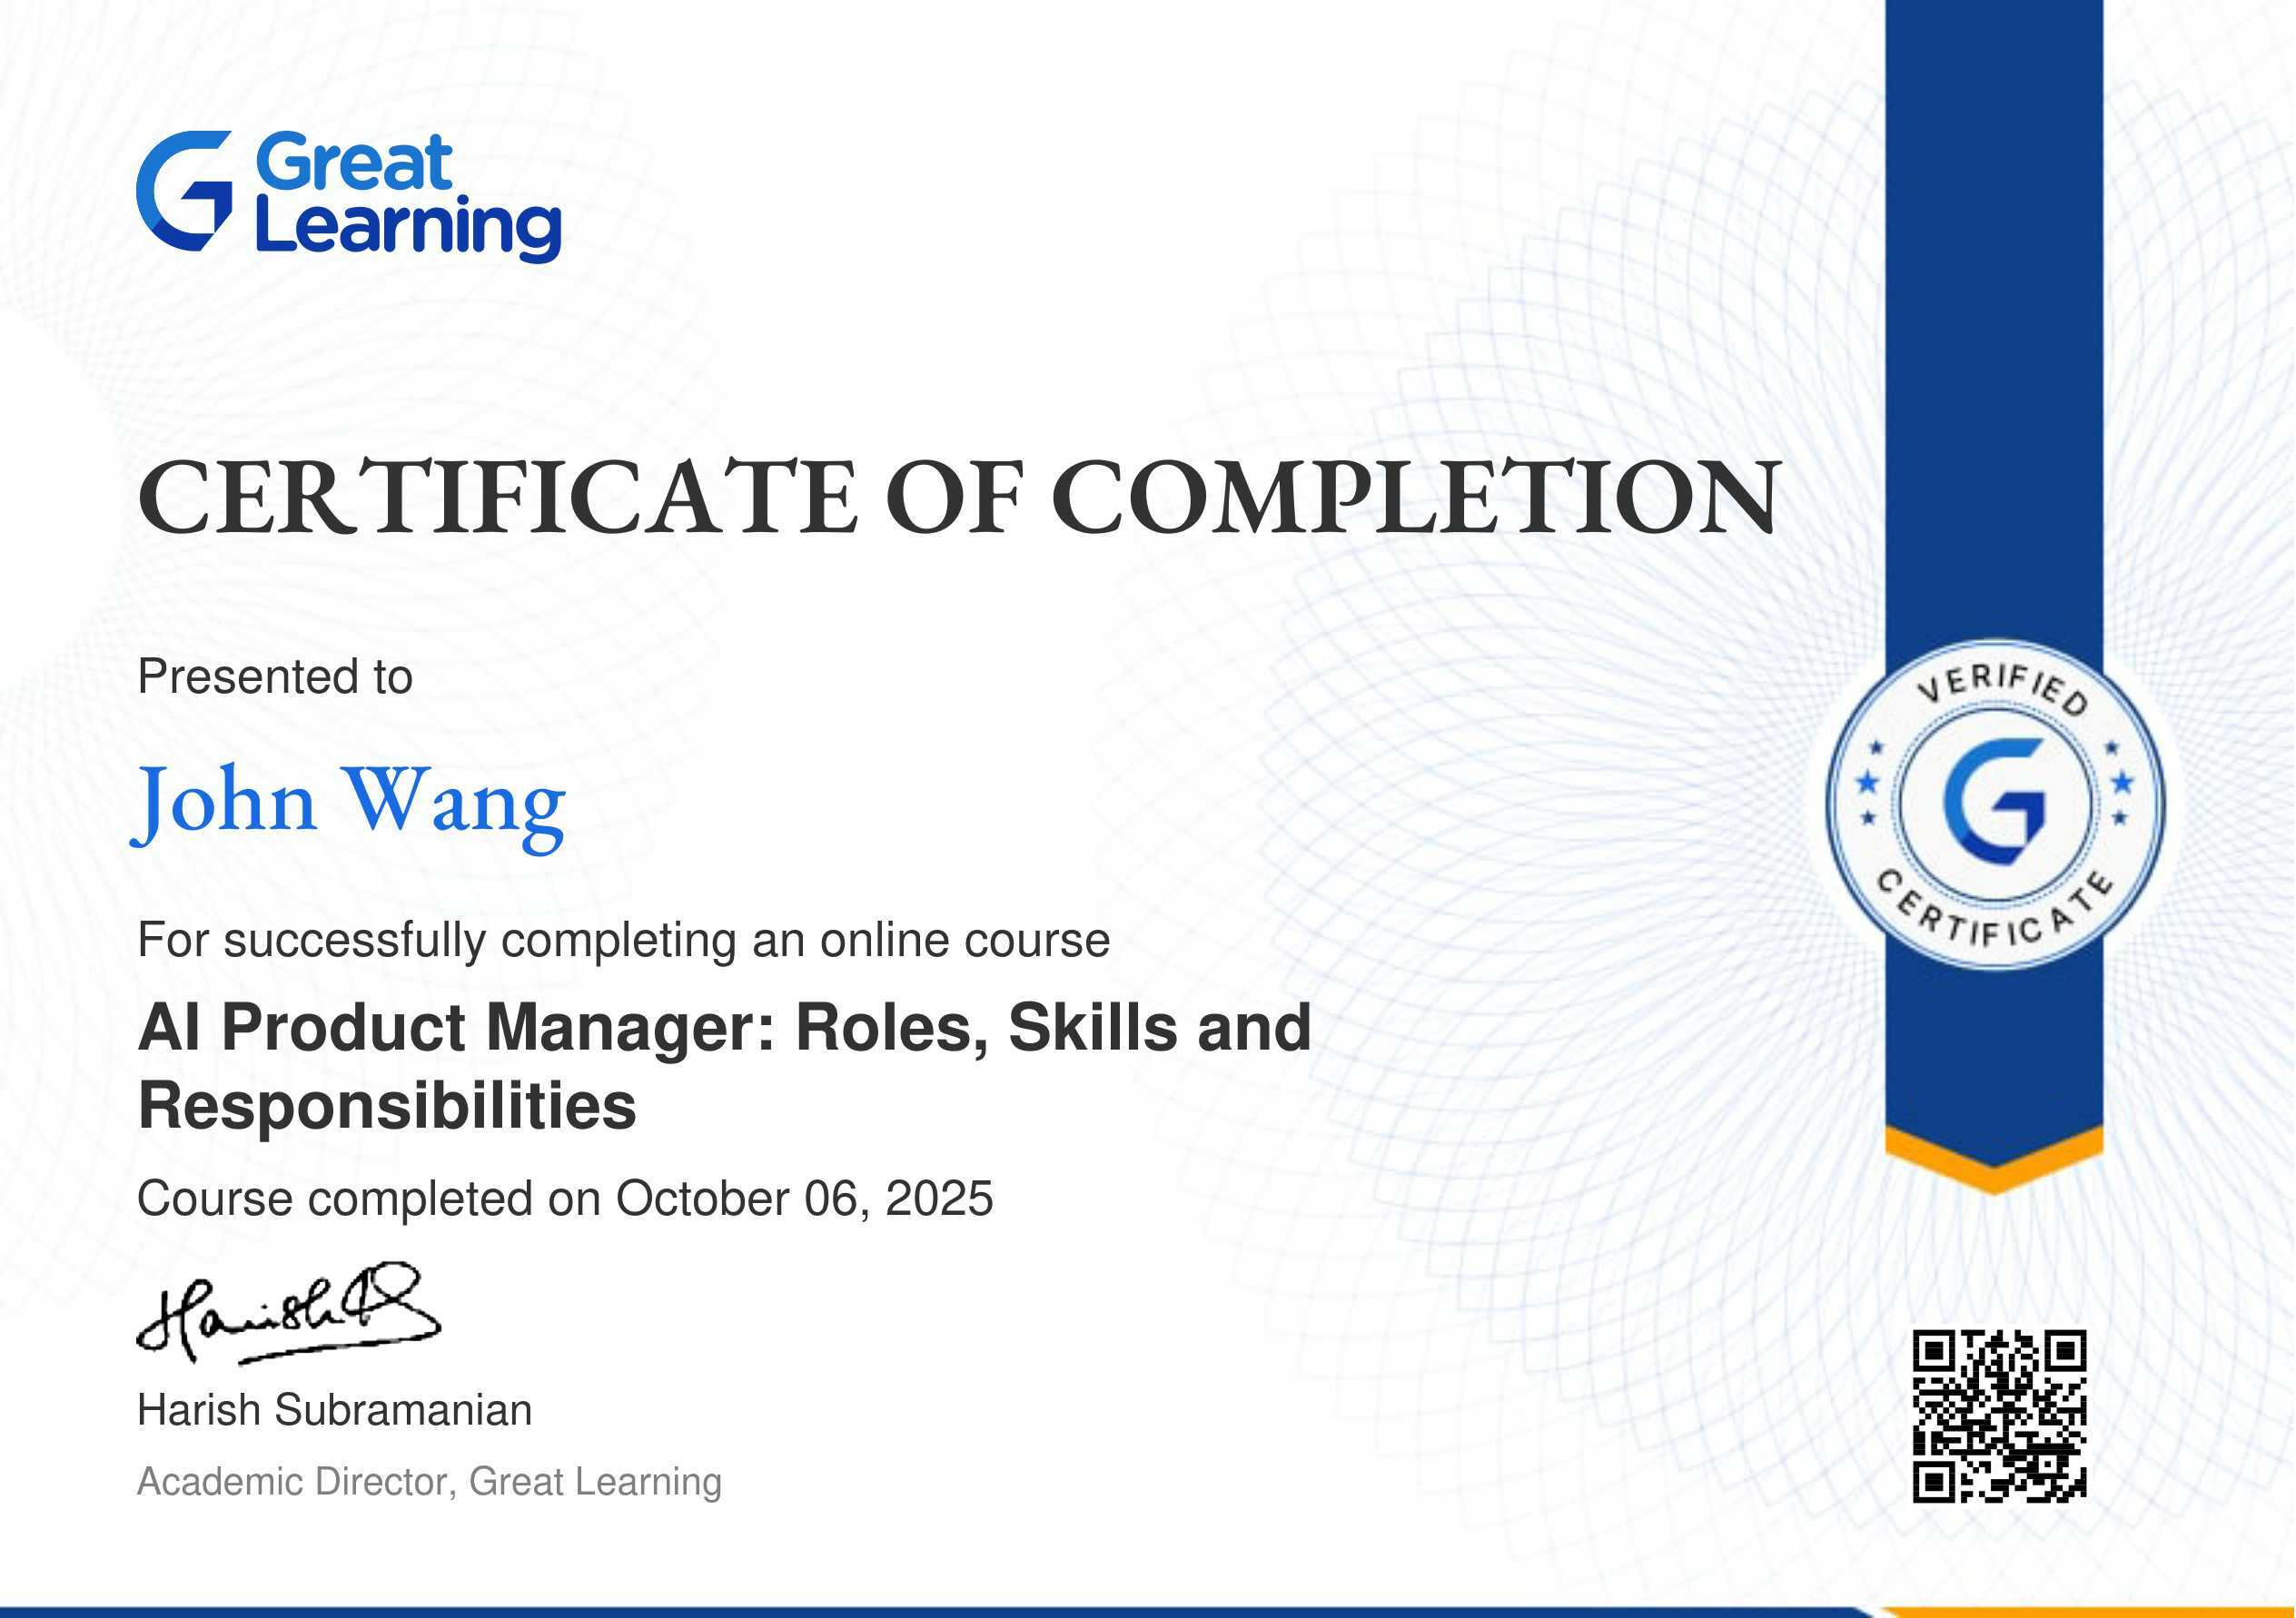 Great
Learning
CERTIFICATE OF COMPLETION
Presented to
John Wang
For successfully completing an online course
AI Product Manager: Roles, Skills and
Responsibilities
Course completed on October 06, 2025
Harish S
Harish Subramanian
Academic Director, Great Learning
VERIFIED
CERTIFICATE